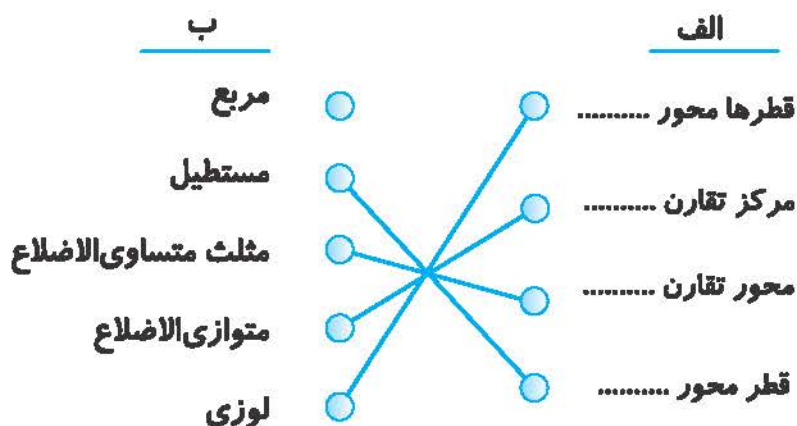 الف
قطرها محور ..........
مرکز تقارن ..........
محور تقارن ..........
قطر محور ..........
ب
مربع
مستطیل
مثلث متساوی‌الاضلاع
متوازی‌الاضلاع
لوزی